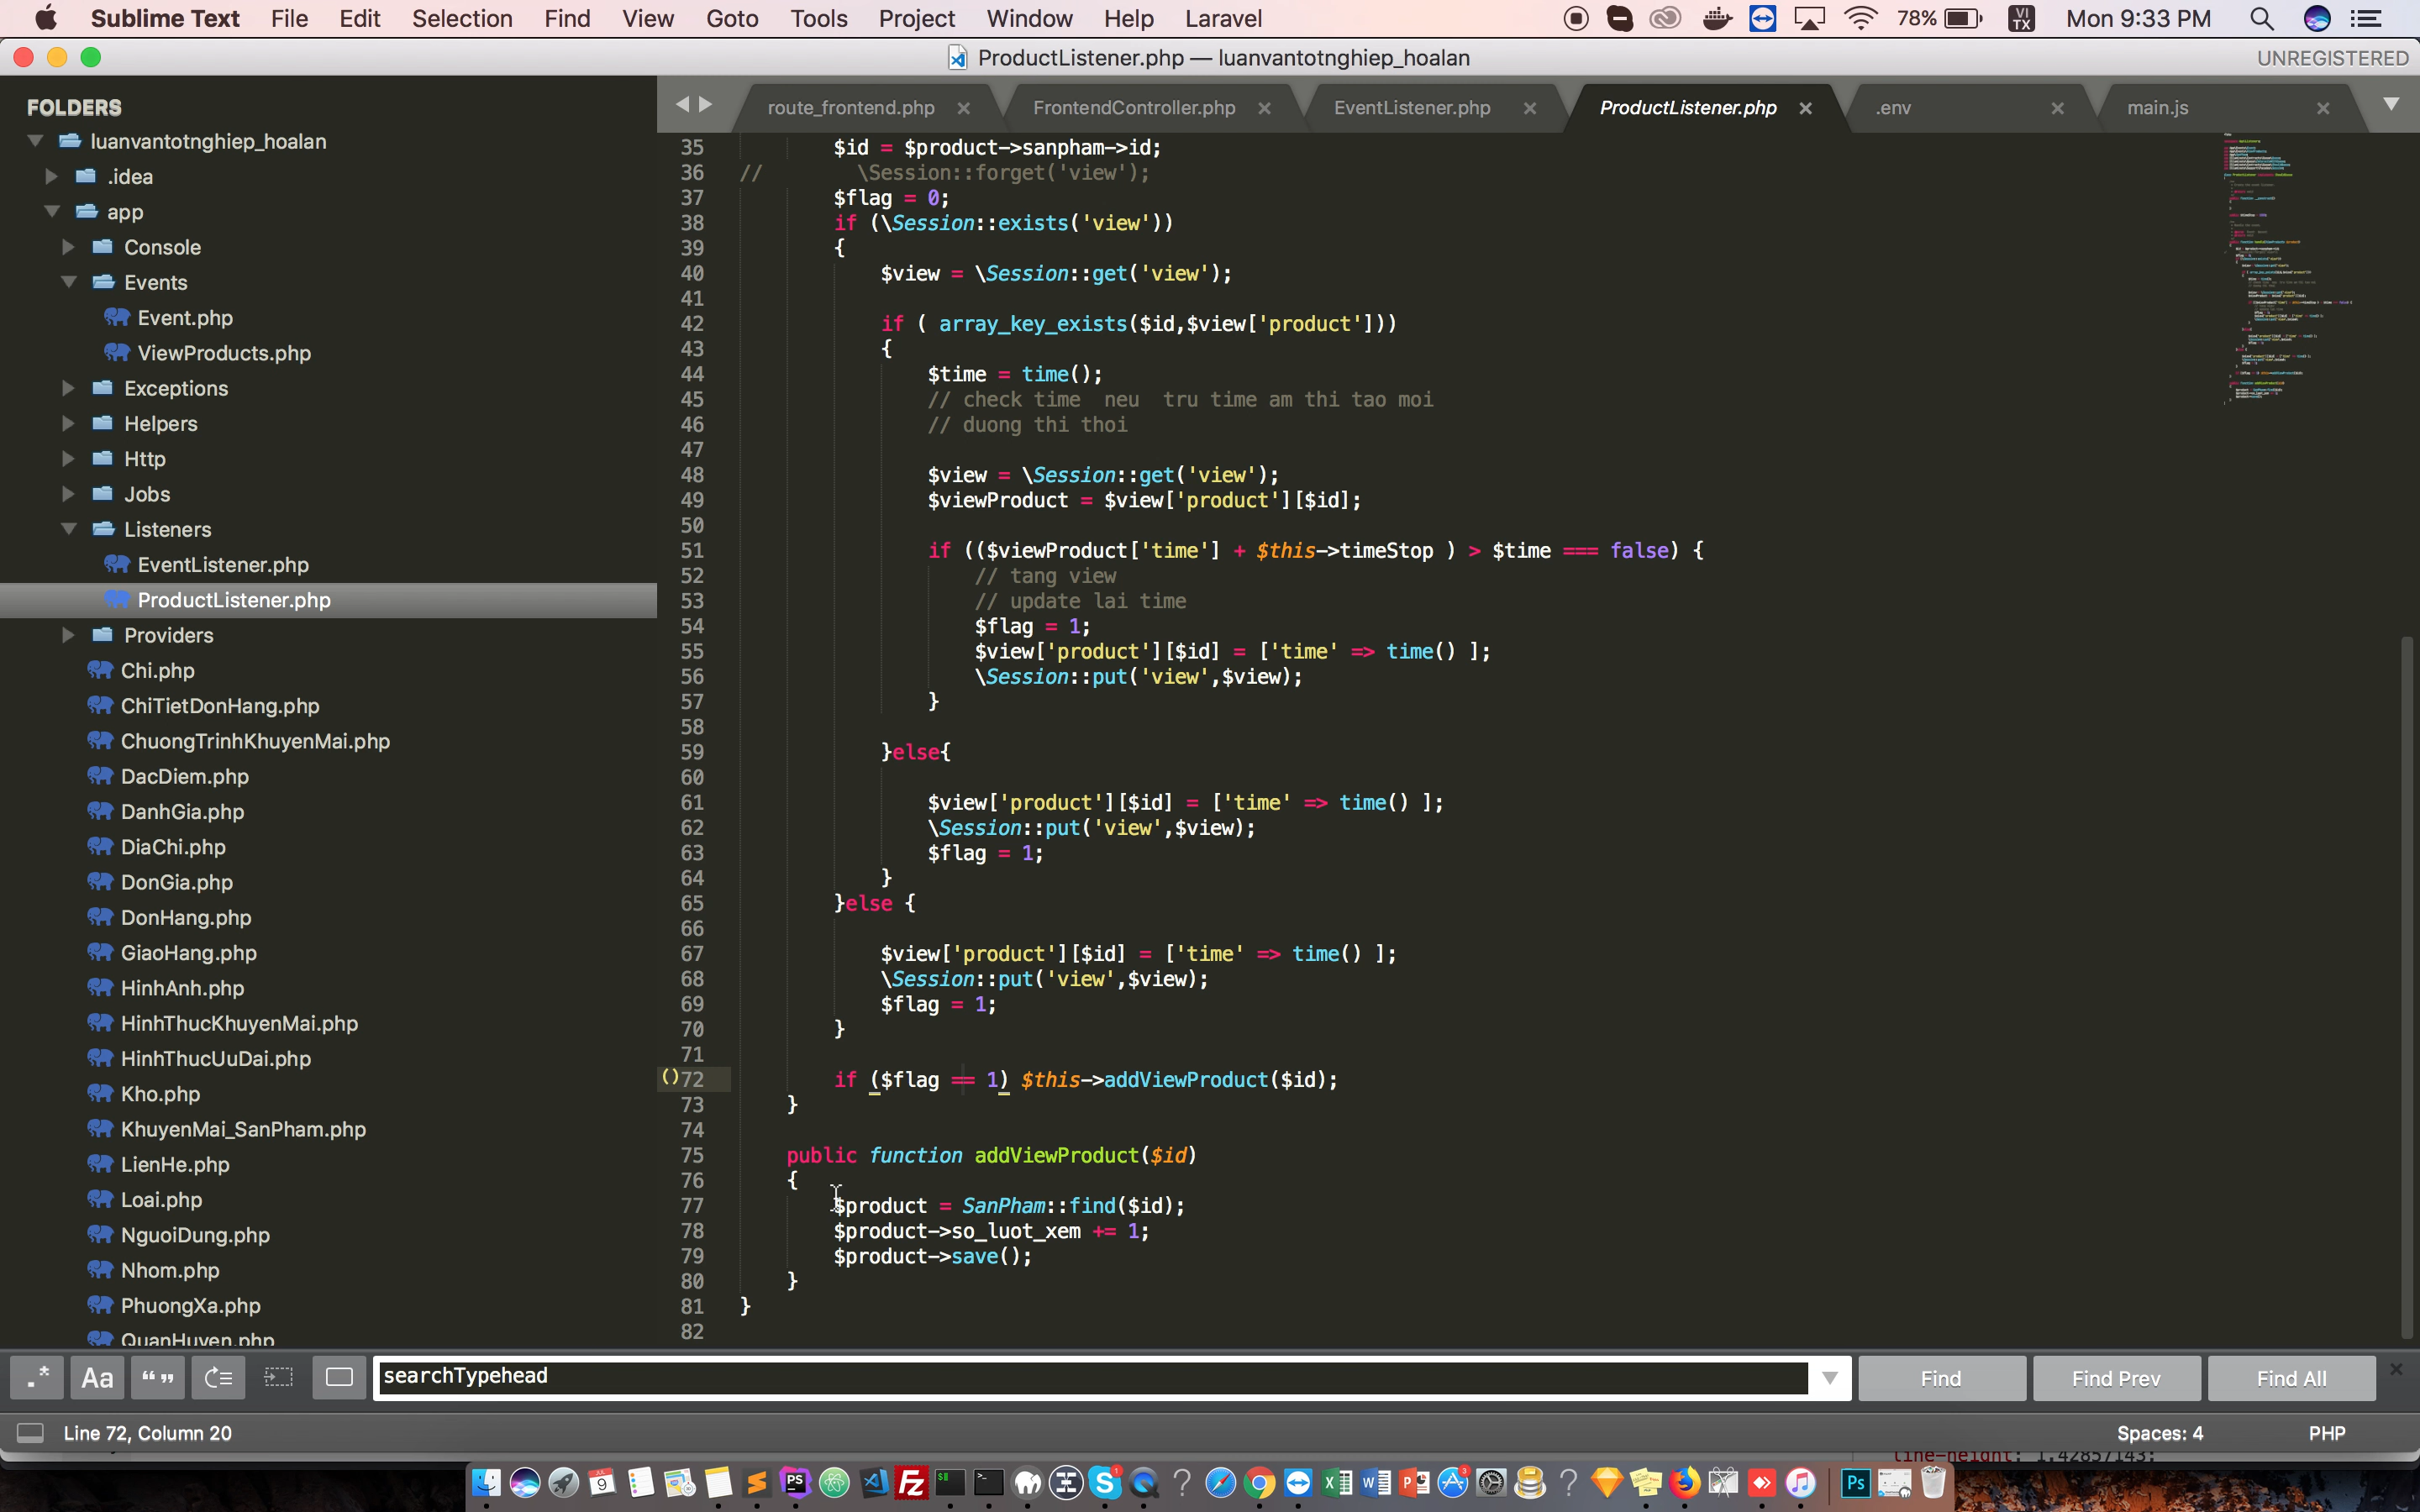 Sublime Text File Edit Selection Find View Goto Tools Project Window Help Laravel 78% VI TX Mon 9:33 PM
ProductListener.php — luanvantotnghiep_hoalan UNREGISTERED
FOLDERS
luanvantotnghiep_hoalan
.idea
app
Console
Events
Event.php
ViewProducts.php
Exceptions
Helpers
Http
Jobs
Listeners
EventListener.php
ProductListener.php
Providers
Chi.php
ChiTietDonHang.php
ChuongTrinhKhuyenMai.php
DacDiem.php
DanhGia.php
DiaChi.php
DonGia.php
DonHang.php
GiaoHang.php
HinhAnh.php
HinhThucKhuyenMai.php
HinhThucUuDai.php
Kho.php
KhuyenMai_SanPham.php
LienHe.php
Loai.php
NguoiDung.php
Nhom.php
PhuongXa.php
QuanHuyen.php
route_frontend.php × FrontendController.php × EventListener.php × ProductListener.php × .env × main.js ×
35 $id = $product->sanpham->id;
36 // \Session::forget('view');
37 $flag = 0;
38 if (\Session::exists('view'))
39 {
40 $view = \Session::get('view');
41
42 if ( array_key_exists($id,$view['product']))
43 {
44 $time = time();
45 // check time neu tru time am thi tao moi
46 // duong thi thoi
47
48 $view = \Session::get('view');
49 $viewProduct = $view['product'][$id];
50
51 if (($viewProduct['time'] + $this->timeStop ) > $time === false) {
52 // tang view
53 // update lai time
54 $flag = 1;
55 $view['product'][$id] = ['time' => time() ];
56 \Session::put('view',$view);
57 }
58
59 }else{
60
61 $view['product'][$id] = ['time' => time() ];
62 \Session::put('view',$view);
63 $flag = 1;
64 }
65 }else {
66
67 $view['product'][$id] = ['time' => time() ];
68 \Session::put('view',$view);
69 $flag = 1;
70 }
71
72 if ($flag == 1) $this->addViewProduct($id);
73 }
74
75 public function addViewProduct($id)
76 {
77 $product = SanPham::find($id);
78 $product->so_luot_xem += 1;
79 $product->save();
80 }
81 }
82
.* Aa “” searchTypehead Find Find Prev Find All ×
Line 72, Column 20 Spaces: 4 PHP
line-height: 1.42857143;